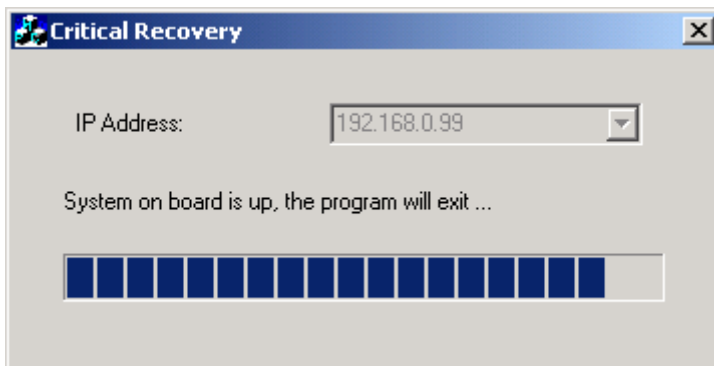 Critical Recovery
IP Address:
192.168.0.99
System on board is up, the program will exit ...